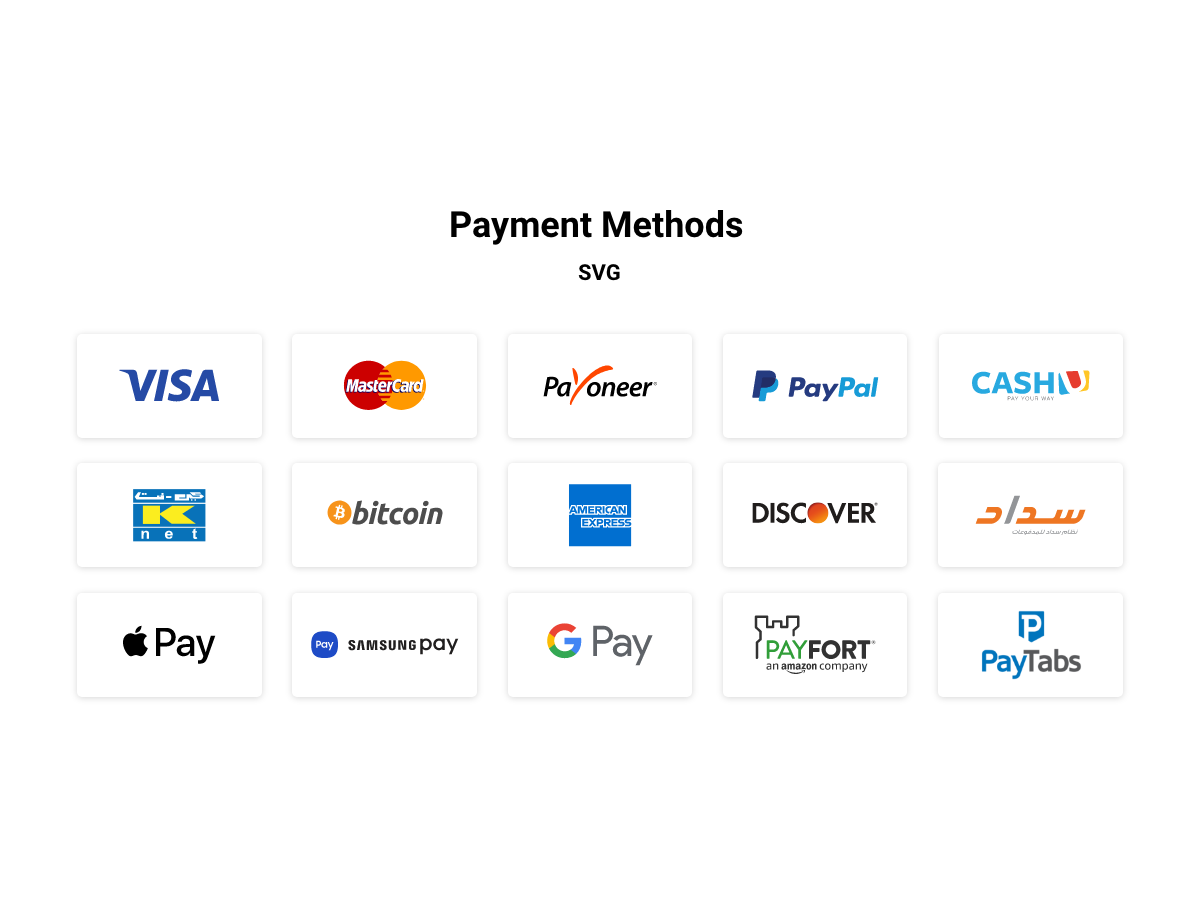 Payment Methods
SVG
VISA
MasterCard
Payoneer®
PayPal
CASHU
PAY YOUR WAY
كي-نت
K
net
bitcoin
AMERICAN
EXPRESS
DISCOVER®
سداد
نظام سداد للمدفوعات
Pay
Pay SAMSUNG pay
G Pay
PAYFORT®
an amazon company
P
PayTabs